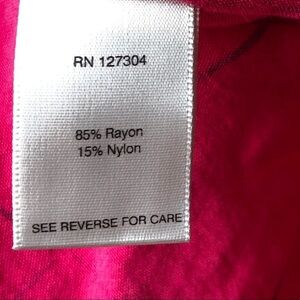 RN 127304
85% Rayon
15% Nylon
SEE REVERSE FOR CARE